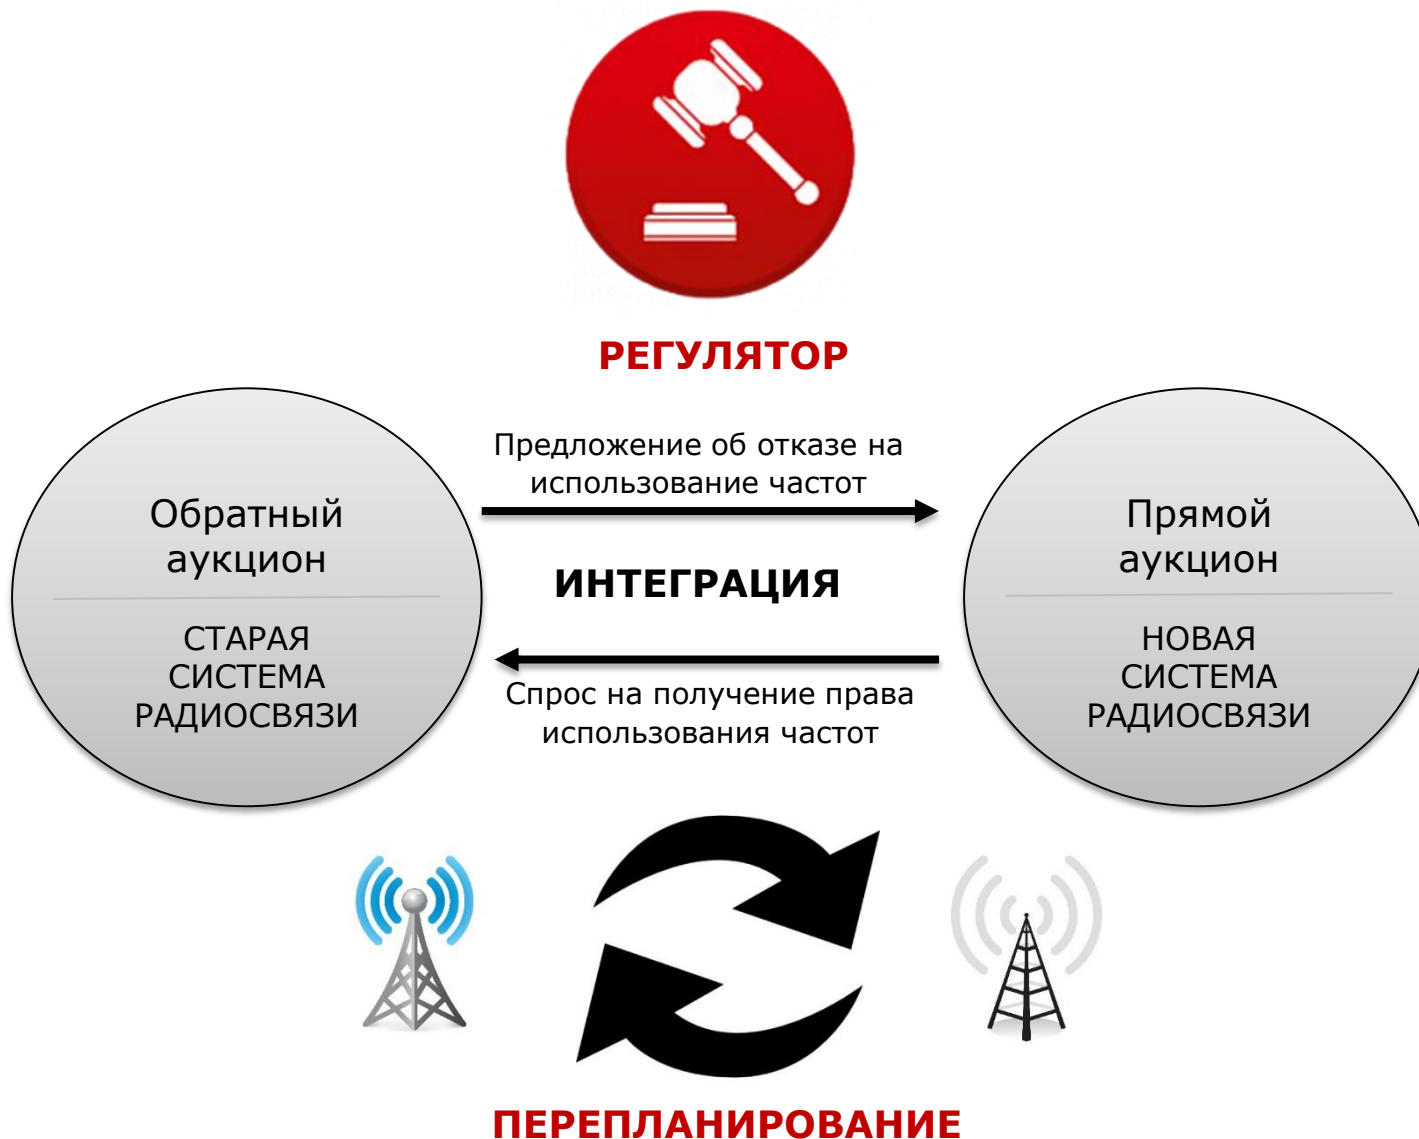 РЕГУЛЯТОР
Предложение об отказе на
использование частот
Обратный
аукцион
СТАРАЯ
СИСТЕМА
РАДИОСВЯЗИ
ИНТЕГРАЦИЯ
Прямой
аукцион
НОВАЯ
СИСТЕМА
РАДИОСВЯЗИ
Спрос на получение права
использования частот
ПЕРЕПЛАНИРОВАНИЕ